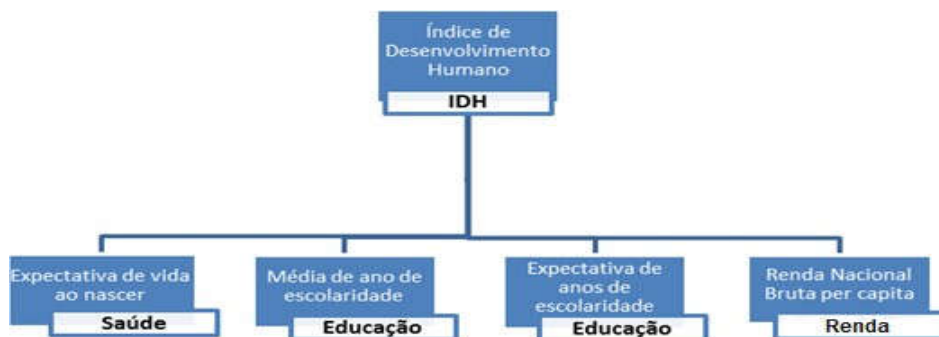 Índice de
Desenvolvimento
Humano
IDH
Expectativa de vida
ao nascer
Saúde
Média de ano de
escolaridade
Educação
Expectativa de
anos de
escolaridade
Educação
Renda Nacional
Bruta per capita
Renda